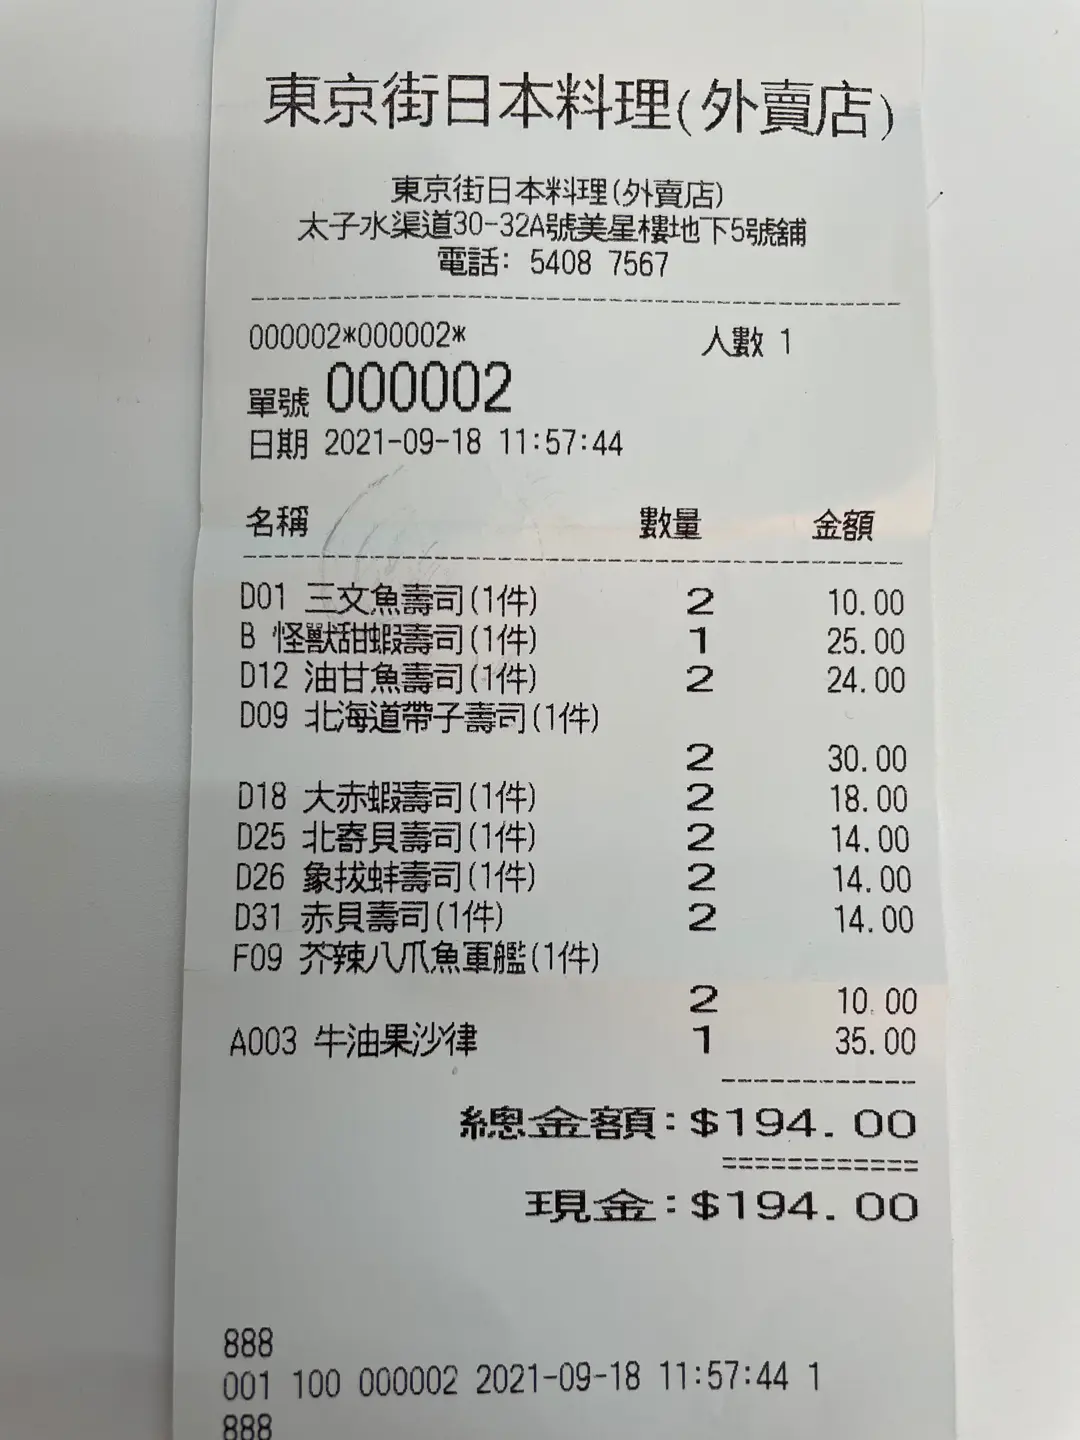 東京街日本料理(外賣店)
東京街日本料理(外賣店)
太子水渠道30-32A號美星樓地下5號舖
電話: 5408 7567
000002*000002* 人數 1
單號 000002
日期 2021-09-18 11:57:44
名稱 數量 金額
D01 三文魚壽司(1件) 2 10.00
B 怪獸甜蝦壽司(1件) 1 25.00
D12 油甘魚壽司(1件) 2 24.00
D09 北海道帶子壽司(1件)
2 30.00
D18 大赤蝦壽司(1件) 2 18.00
D25 北寄貝壽司(1件) 2 14.00
D26 象拔蚌壽司(1件) 2 14.00
D31 赤貝壽司(1件) 2 14.00
F09 芥辣八爪魚軍艦(1件)
2 10.00
A003 牛油果沙律 1 35.00
總金額:$194.00
現金:$194.00
888
001 100 000002 2021-09-18 11:57:44 1
888